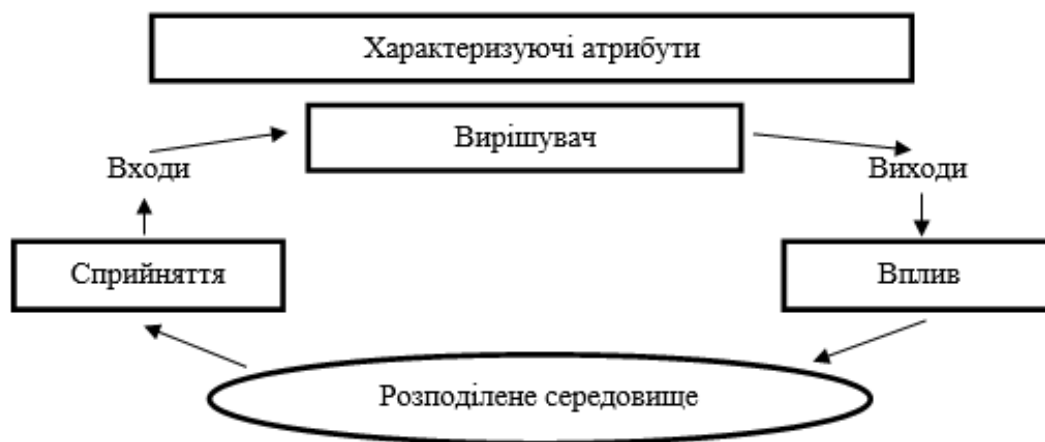 Характеризуючі атрибути
Вирішувач
Входи
Виходи
Сприйняття
Вплив
Розподілене середовище